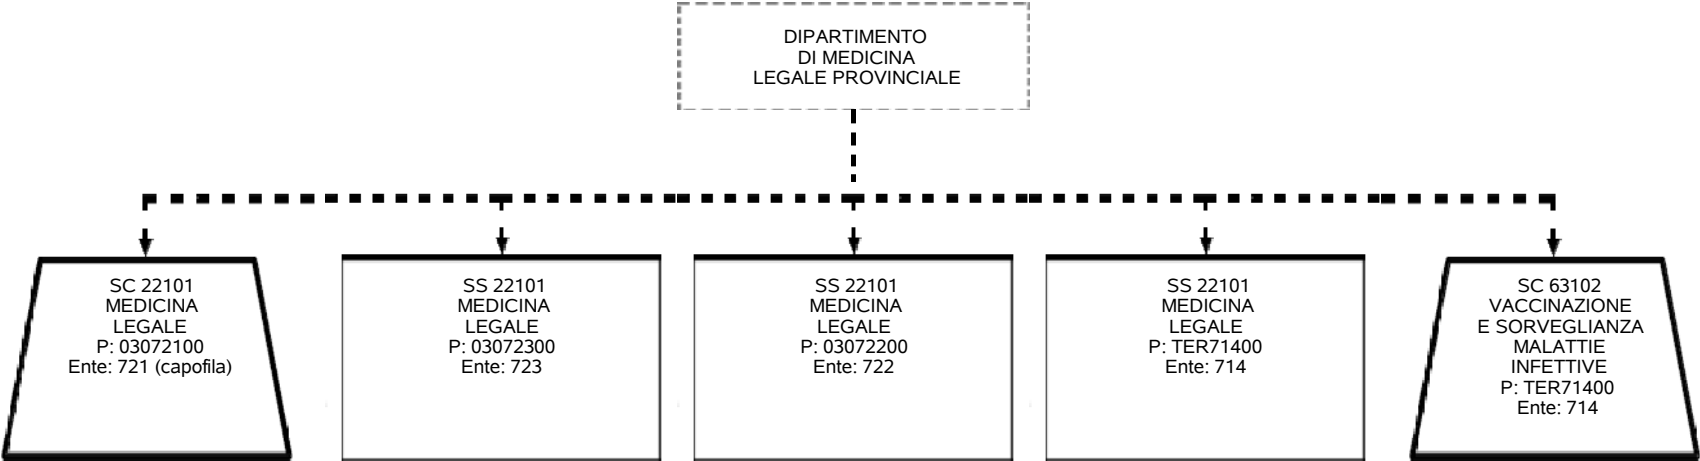 DIPARTIMENTO
DI MEDICINA
LEGALE PROVINCIALE
SC 22101
MEDICINA
LEGALE
P: 03072100
Ente: 721 (capofila)
SS 22101
MEDICINA
LEGALE
P: 03072300
Ente: 723
SS 22101
MEDICINA
LEGALE
P: 03072200
Ente: 722
SS 22101
MEDICINA
LEGALE
P: TER71400
Ente: 714
SC 63102
VACCINAZIONE
E SORVEGLIANZA
MALATTIE
INFETTIVE
P: TER71400
Ente: 714